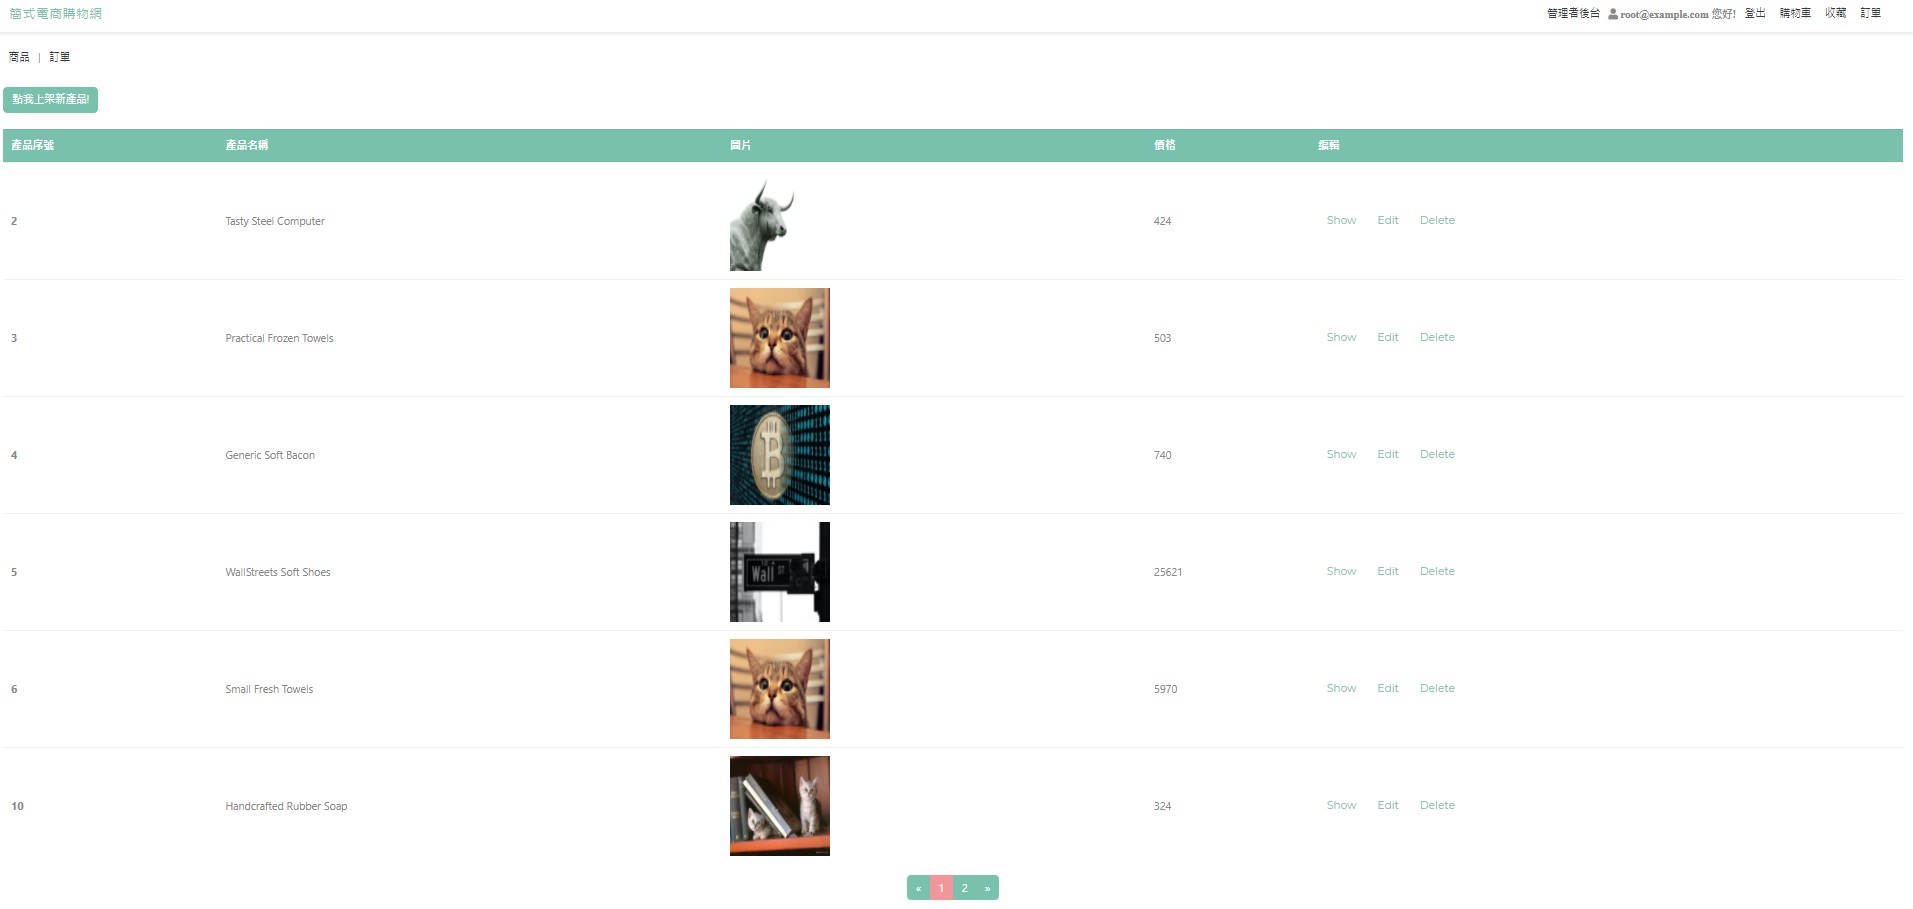 簡式電商購物網
管理者後台 root@example.com 您好! 登出 購物車 收藏 訂單
商品 | 訂單
點我上架新產品!
產品序號 產品名稱 圖片 價格 編輯
2 Tasty Steel Computer 424 Show Edit Delete
3 Practical Frozen Towels 503 Show Edit Delete
4 Generic Soft Bacon 740 Show Edit Delete
5 WallStreets Soft Shoes Wall ST 25621 Show Edit Delete
6 Small Fresh Towels 5970 Show Edit Delete
10 Handcrafted Rubber Soap 324 Show Edit Delete
« 1 2 »